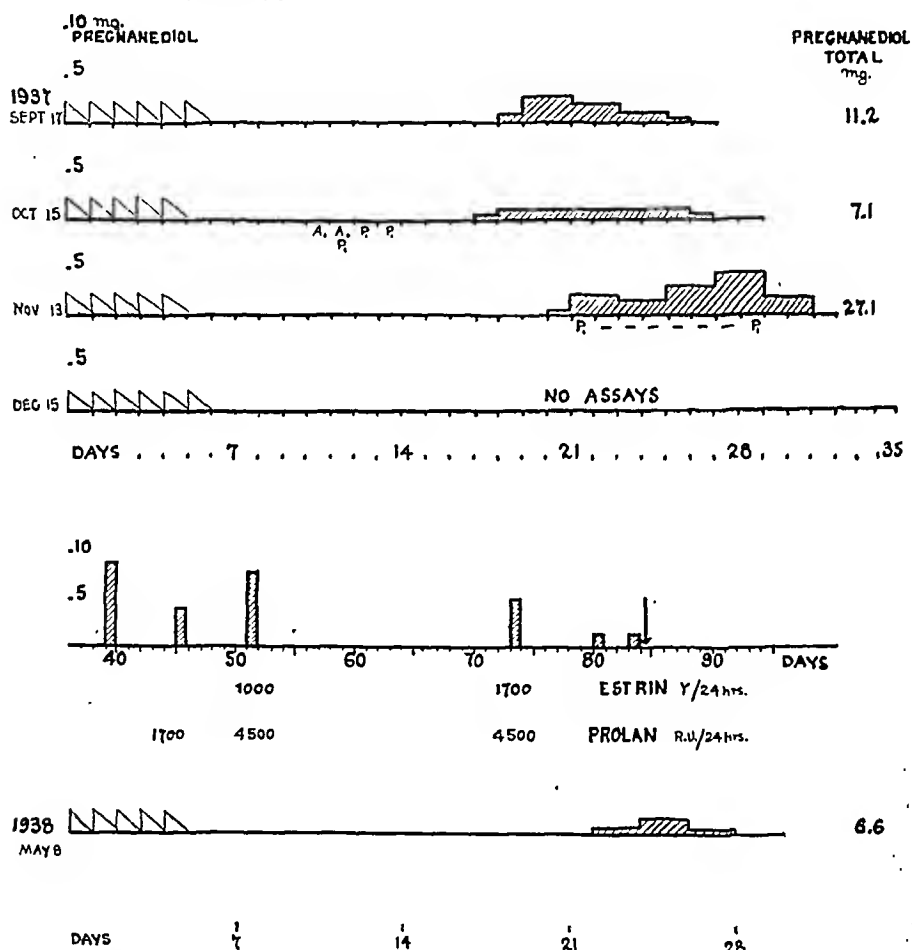 .10 mg.
PREGNANEDIOL
PREGNANEDIOL
TOTAL
mg.
.5
1937
SEPT 17
11.2
.5
OCT 15
7.1
A. A. P. P.
P.
.5
NOV 13
27.1
P. — — — — — P.
.5
DEC 15
NO ASSAYS
DAYS . . . . . . 7 . . . . . . 14 . . . . . . 21 . . . . . . 28 . . . . . . 35
.10
.5
40 50 60 70 80 90 DAYS
1000 1700 ESTRIN γ/24 hrs.
1700 4500 4500 PROLAN R.U./24 hrs.
1938
MAY 8
6.6
DAYS 7 14 21 28